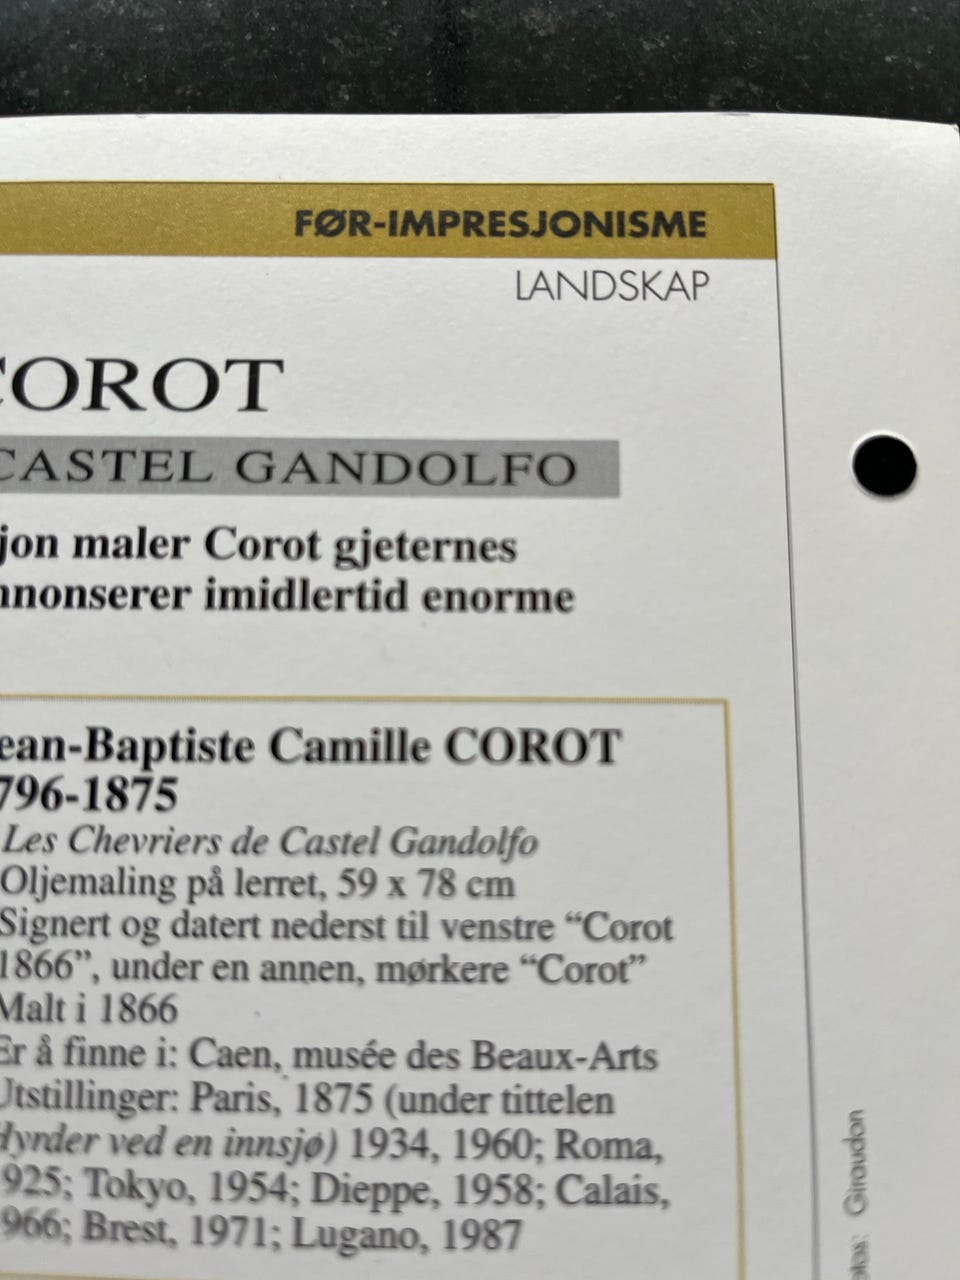 FØR-IMPRESJONISME
LANDSKAP
COROT
CASTEL GANDOLFO
jon maler Corot gjeternes
nnonserer imidlertid enorme
ean-Baptiste Camille COROT
796-1875
Les Chevriers de Castel Gandolfo
Oljemaling på lerret, 59 x 78 cm
Signert og datert nederst til venstre “Corot
1866”, under en annen, mørkere “Corot”
Malt i 1866
Er å finne i: Caen, musée des Beaux-Arts
Utstillinger: Paris, 1875 (under tittelen
Hyrder ved en innsjø) 1934, 1960; Roma,
925; Tokyo, 1954; Dieppe, 1958; Calais,
966; Brest, 1971; Lugano, 1987
Giraudon